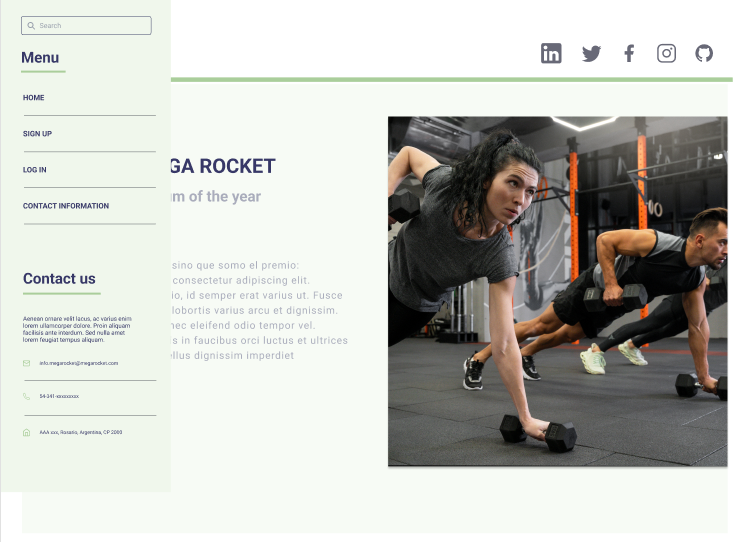 Search
Menu
HOME
SIGN UP
LOG IN
CONTACT INFORMATION
Contact us
Aenean ornare velit lacus, ac varius enim
lorem ullamcorper dolore. Proin aliquam
facilisis ante interdum. Sed nulla amet
lorem feugiat tempus aliquam.
info.megarocket@megarocket.com
54-341-xxxxxxxx
AAA xxx, Rosario, Argentina, CP 2000
in
GA ROCKET
m of the year
sino que somo el premio:
consectetur adipiscing elit.
io, id semper erat varius ut. Fusce
lobortis varius arcu et dignissim.
nec eleifend odio tempor vel.
s in faucibus orci luctus et ultrices
ellus dignissim imperdiet